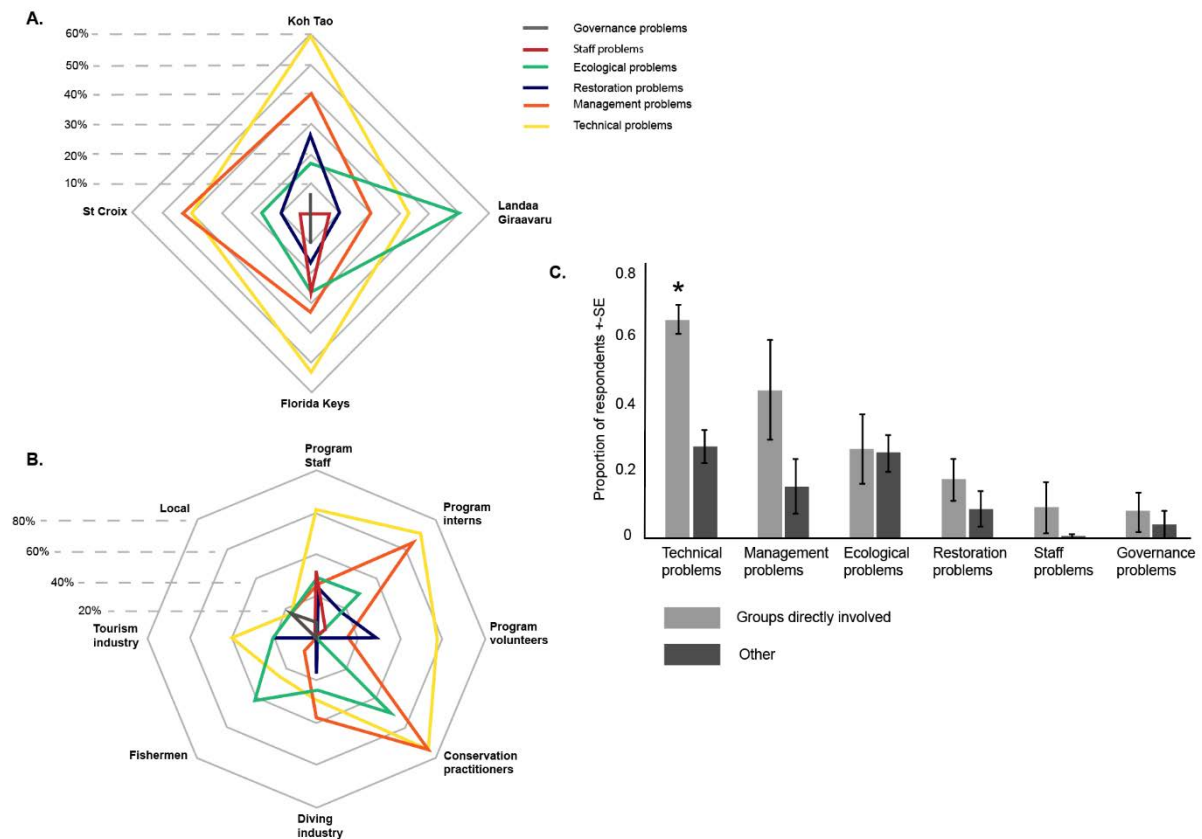 A.
Koh Tao
60%
50%
40%
30%
20%
10%
St Croix
Landaa
Giraavaru
Florida Keys
Governance problems
Staff problems
Ecological problems
Restoration problems
Management problems
Technical problems
B.
Program
Staff
Local
Program
interns
80%
60%
40%
20%
Tourism
industry
Program
volunteers
Fishermen
Conservation
practitioners
Diving
industry
C.
Proportion of respondents +-SE
0.8
0.6
0.4
0.2
0
*
Technical
problems
Management
problems
Ecological
problems
Restoration
problems
Staff
problems
Governance
problems
Groups directly involved
Other